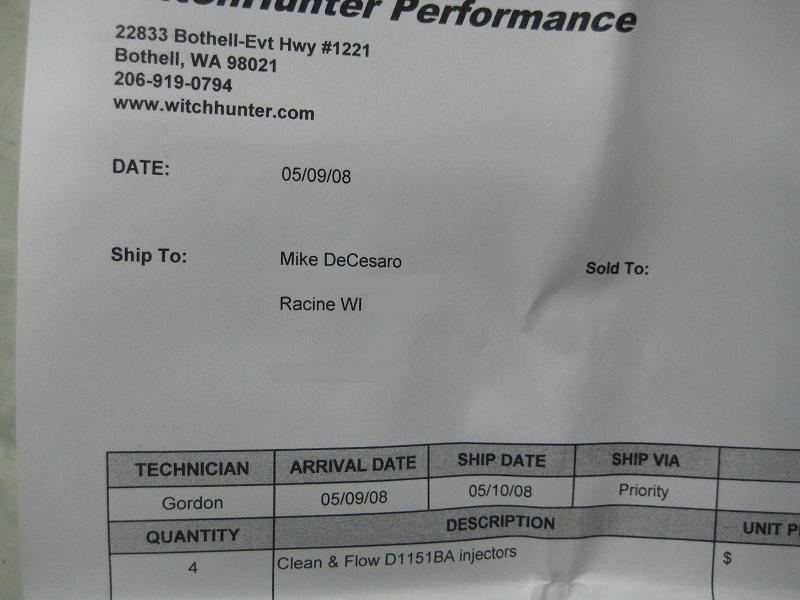 Performance
22833 Bothell-Evt Hwy #1221
Bothell, WA 98021
206-919-0794
www.witchhunter.com
DATE: 05/09/08
Ship To: Mike DeCesaro Sold To:
Racine WI
TECHNICIAN ARRIVAL DATE SHIP DATE SHIP VIA
Gordon 05/09/08 05/10/08 Priority
QUANTITY DESCRIPTION UNIT
4 Clean & Flow D1151BA injectors $